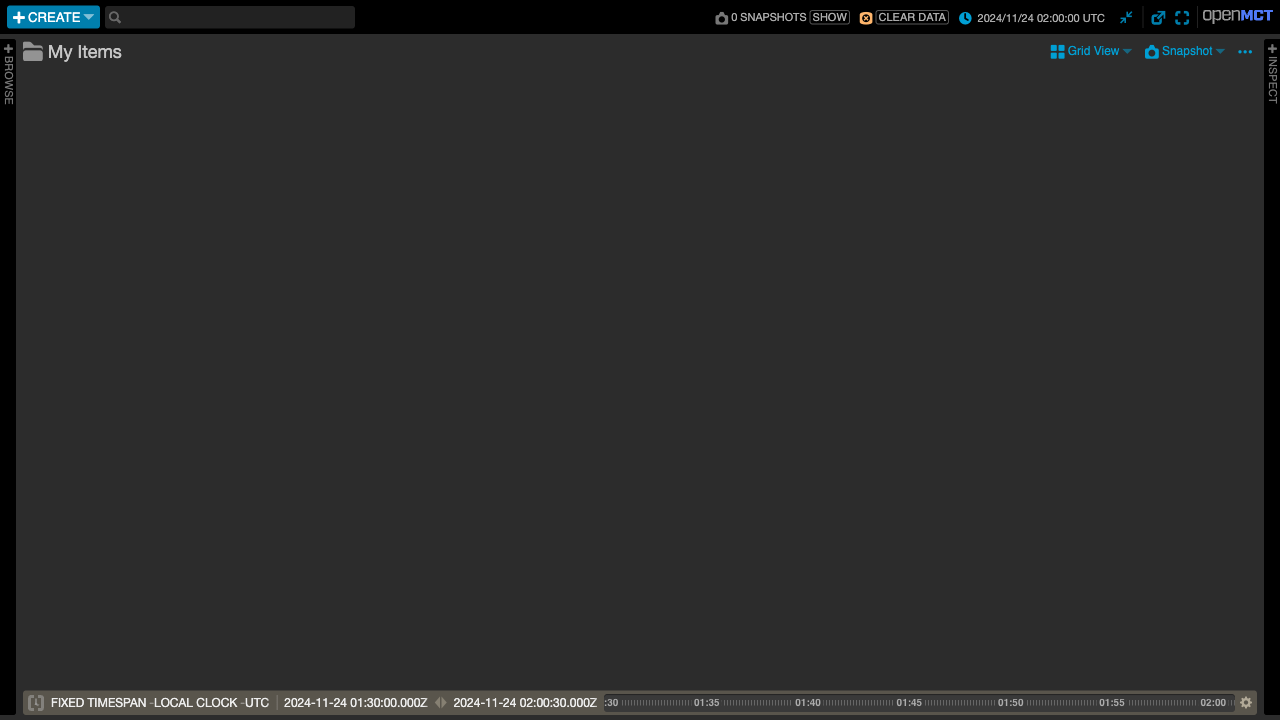 CREATE
0 SNAPSHOTS SHOW
CLEAR DATA
2024/11/24 02:00:00 UTC
openMCT
BROWSE
My Items
Grid View
Snapshot
INSPECT
FIXED TIMESPAN -LOCAL CLOCK -UTC
2024-11-24 01:30:00.000Z
2024-11-24 02:00:30.000Z
:30 01:35 01:40 01:45 01:50 01:55 02:00